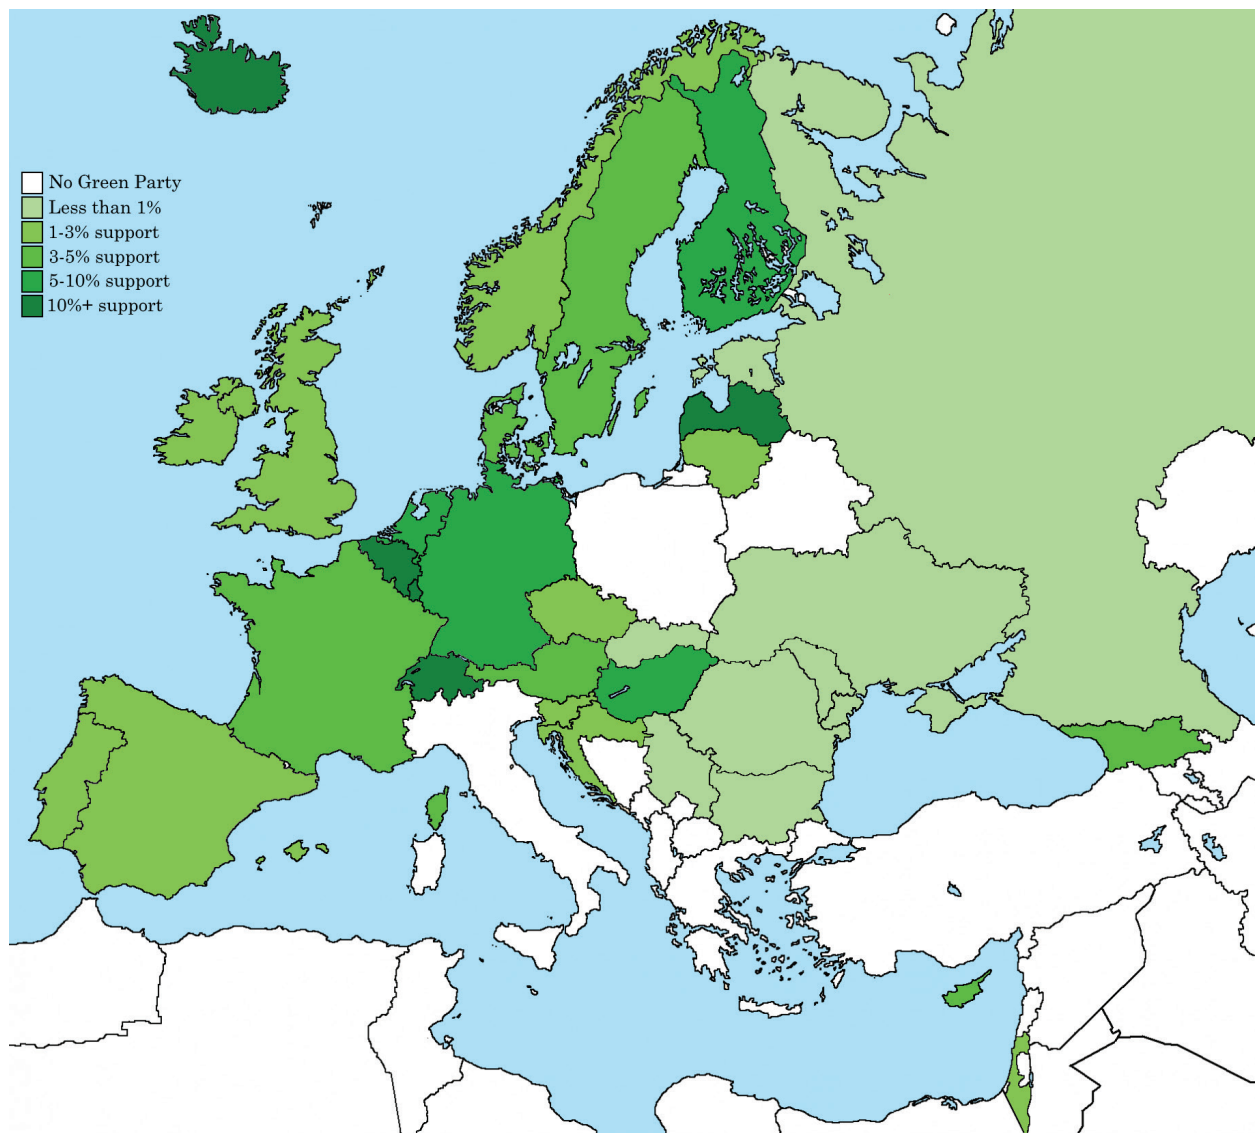 No Green Party
Less than 1%
1-3% support
3-5% support
5-10% support
10%+ support